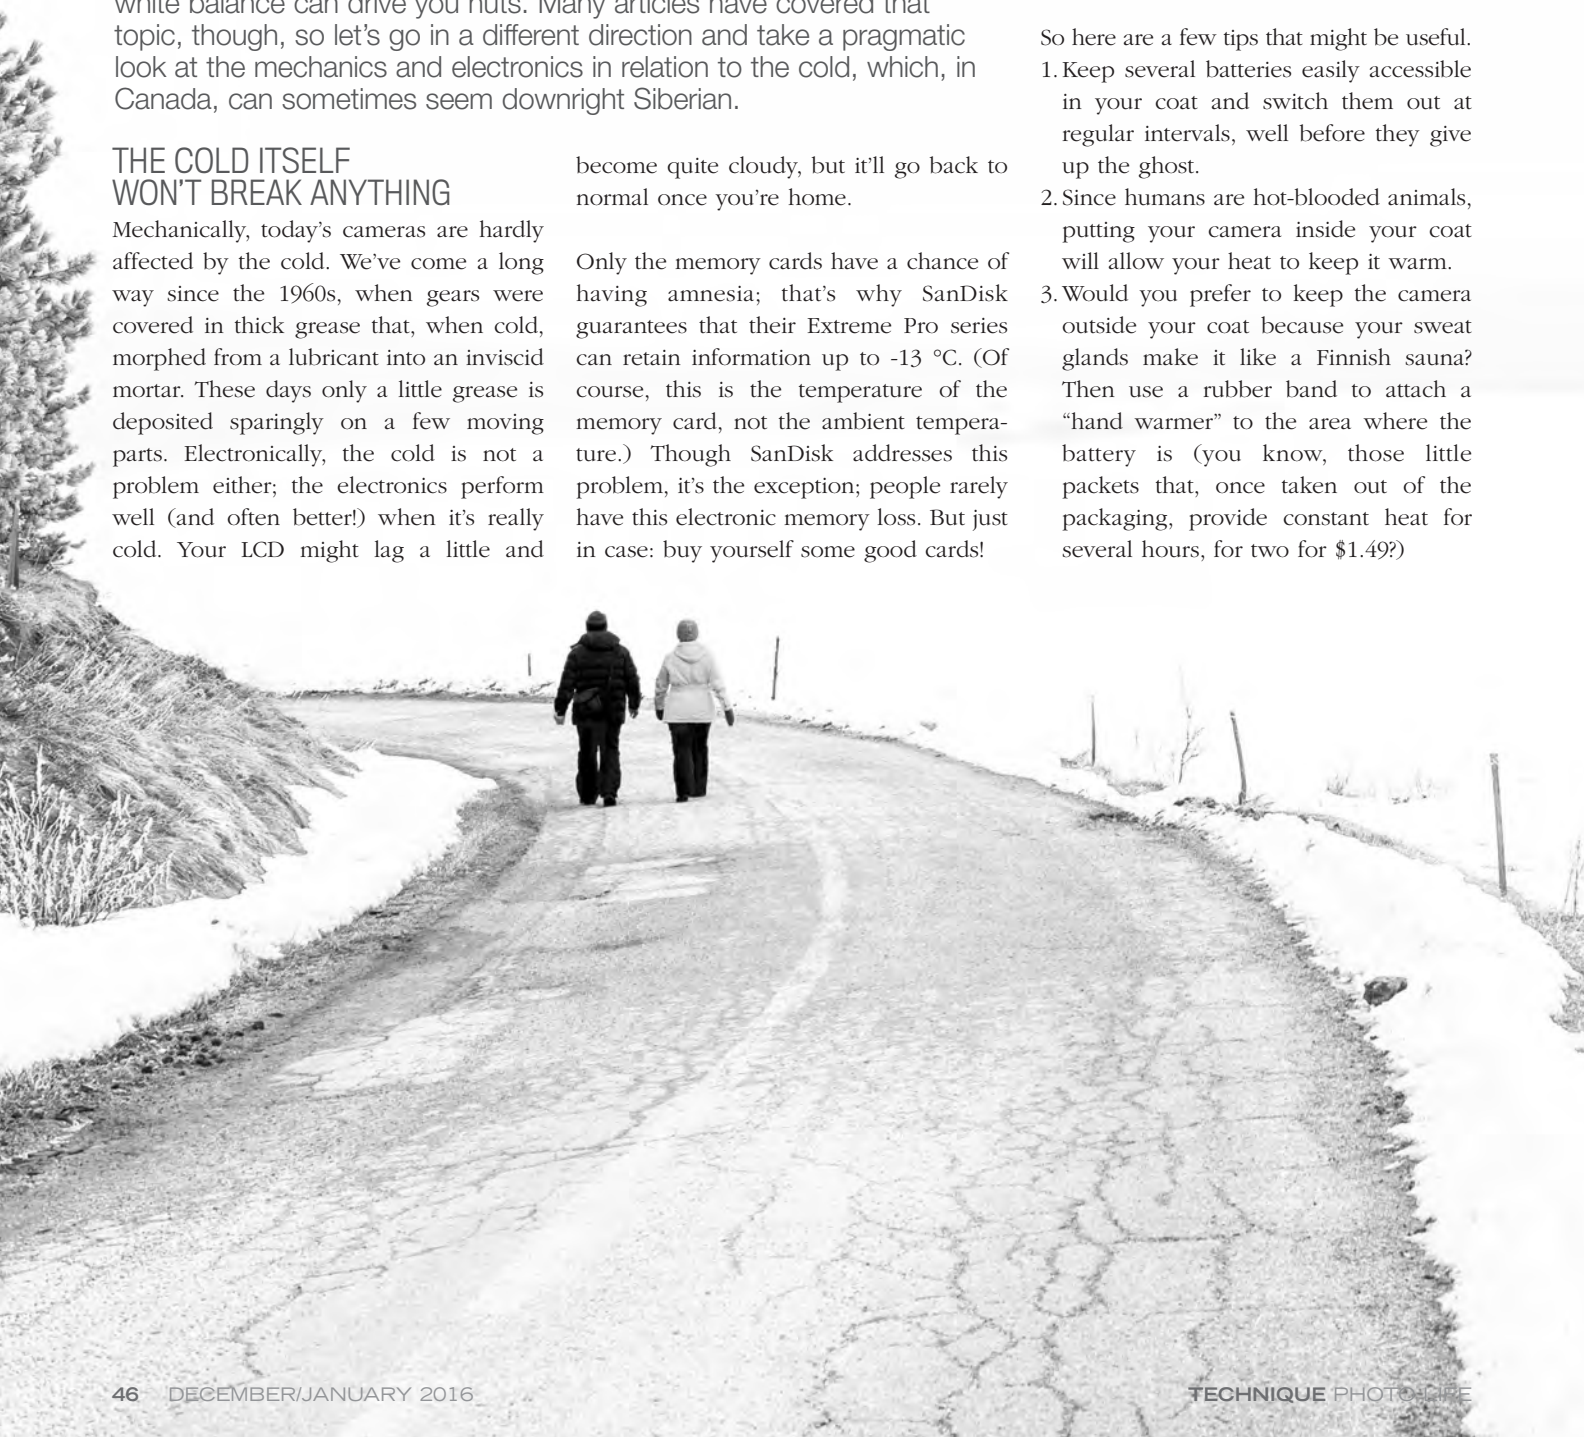 white balance can drive you nuts. Many articles have covered that
topic, though, so let's go in a different direction and take a pragmatic
look at the mechanics and electronics in relation to the cold, which, in
Canada, can sometimes seem downright Siberian.
THE COLD ITSELF
WON'T BREAK ANYTHING
Mechanically, today's cameras are hardly
affected by the cold. We've come a long
way since the 1960s, when gears were
covered in thick grease that, when cold,
morphed from a lubricant into an inviscid
mortar. These days only a little grease is
deposited sparingly on a few moving
parts. Electronically, the cold is not a
problem either; the electronics perform
well (and often better!) when it's really
cold. Your LCD might lag a little and
become quite cloudy, but it'll go back to
normal once you're home.
Only the memory cards have a chance of
having amnesia; that's why SanDisk
guarantees that their Extreme Pro series
can retain information up to -13 °C. (Of
course, this is the temperature of the
memory card, not the ambient tempera-
ture.) Though SanDisk addresses this
problem, it's the exception; people rarely
have this electronic memory loss. But just
in case: buy yourself some good cards!
So here are a few tips that might be useful.
1. Keep several batteries easily accessible
in your coat and switch them out at
regular intervals, well before they give
up the ghost.
2. Since humans are hot-blooded animals,
putting your camera inside your coat
will allow your heat to keep it warm.
3. Would you prefer to keep the camera
outside your coat because your sweat
glands make it like a Finnish sauna?
Then use a rubber band to attach a
“hand warmer” to the area where the
battery is (you know, those little
packets that, once taken out of the
packaging, provide constant heat for
several hours, for two for $1.49?)
46 DECEMBER/JANUARY 2016
TECHNIQUE PHOTO LIFE